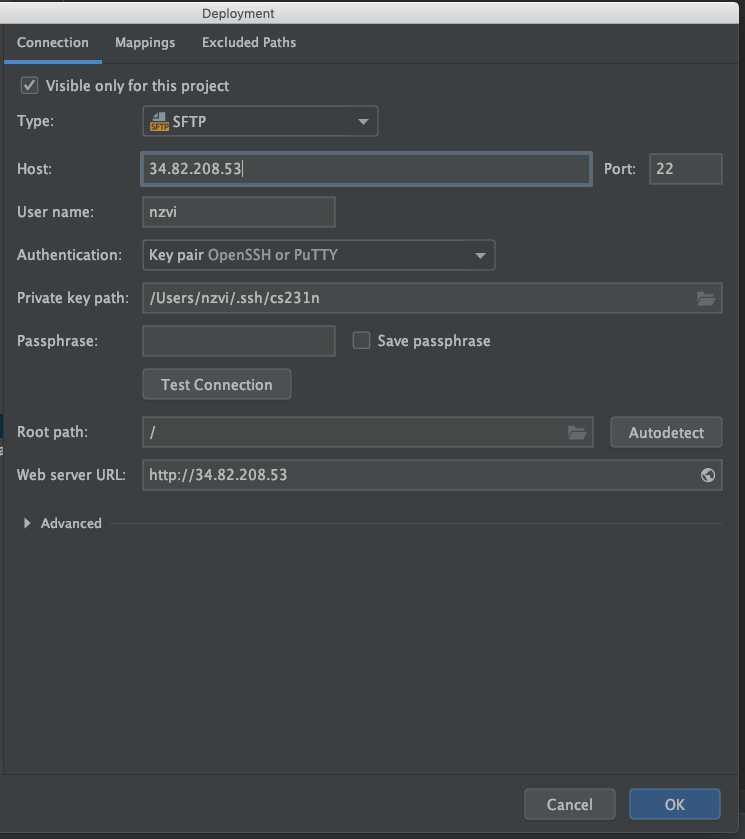 Deployment
Connection Mappings Excluded Paths
Visible only for this project
Type: SFTP SFTP
Host: 34.82.208.53 Port: 22
User name: nzvi
Authentication: Key pair OpenSSH or PuTTY
Private key path: /Users/nzvi/.ssh/cs231n
Passphrase: Save passphrase
Test Connection
Root path: / Autodetect
Web server URL: http://34.82.208.53
Advanced
Cancel OK